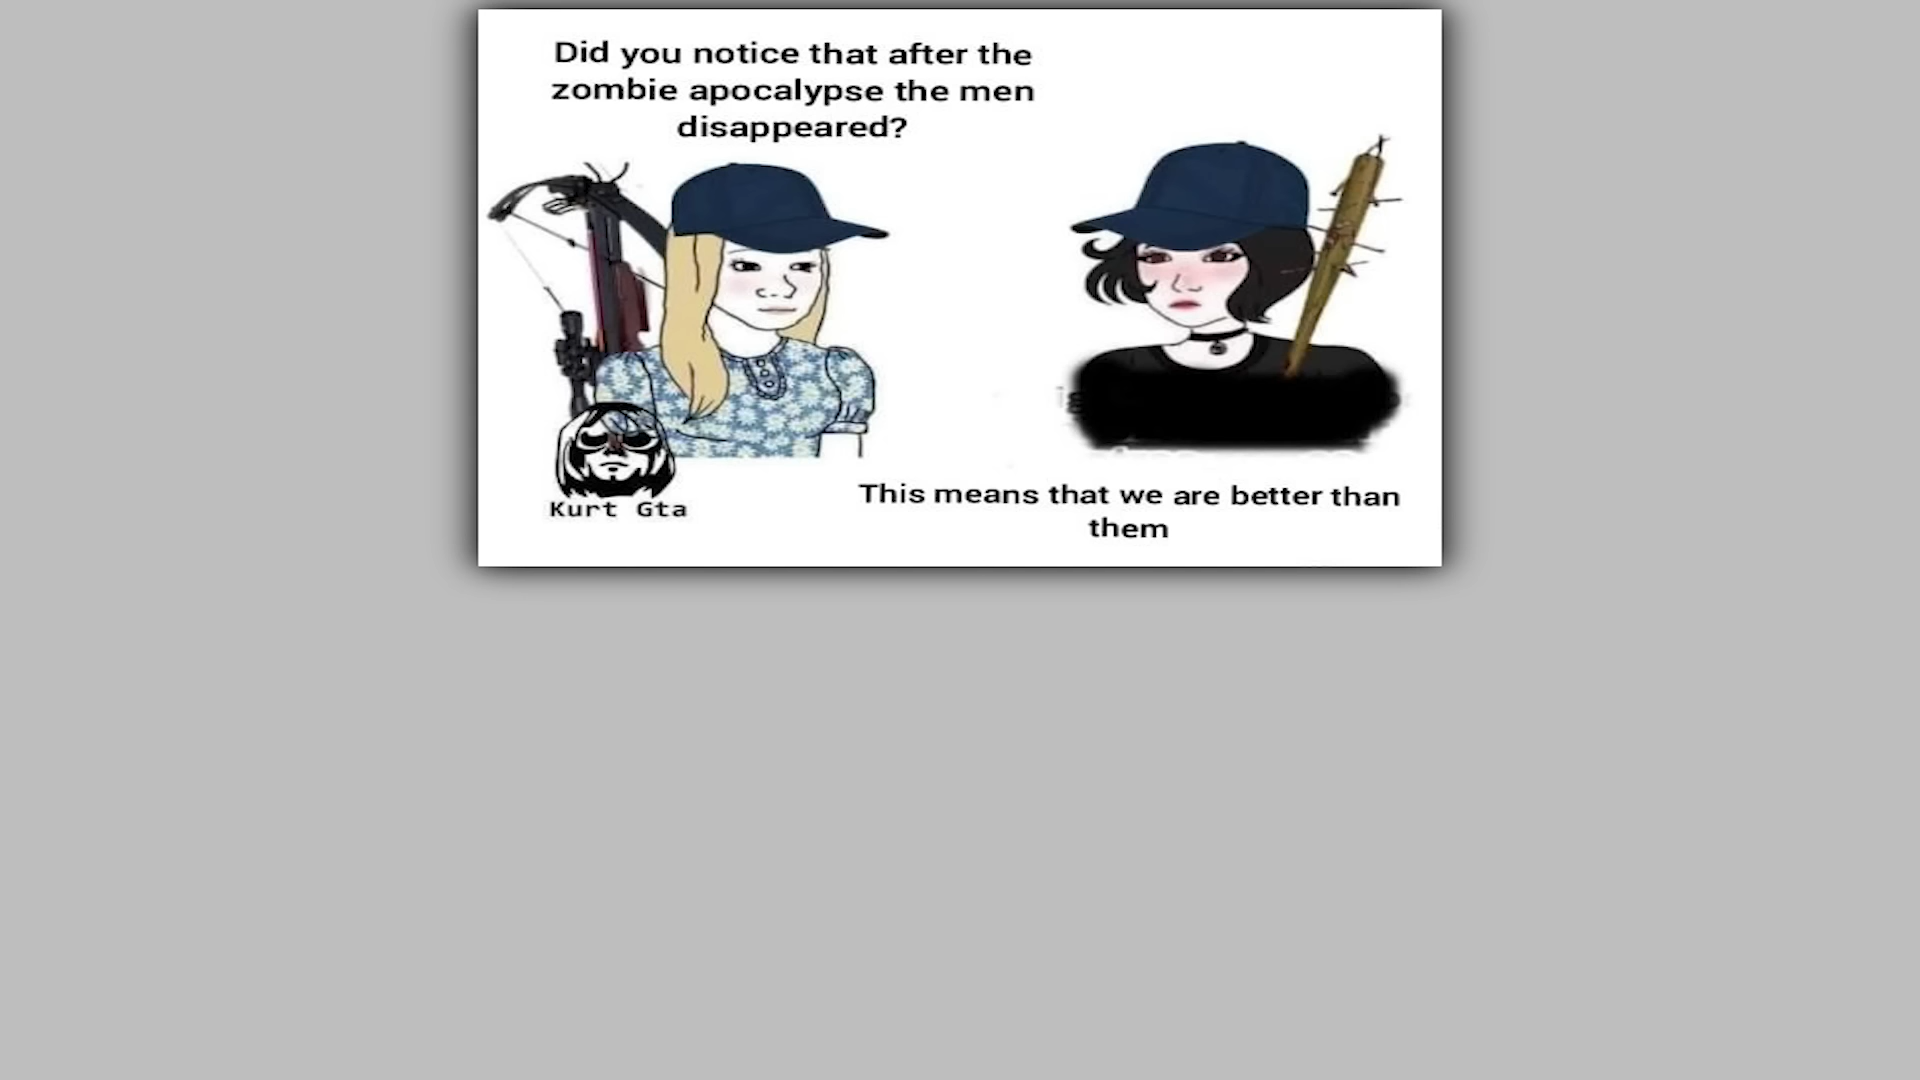 Did you notice that after the
zombie apocalypse the men
disappeared?
Kurt Gta
This means that we are better than
them